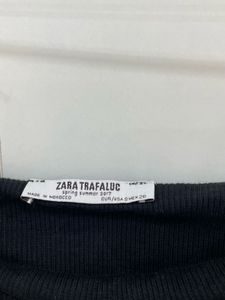 ZARA TRAFALUC
spring summer 2017
MADE IN MOROCCO